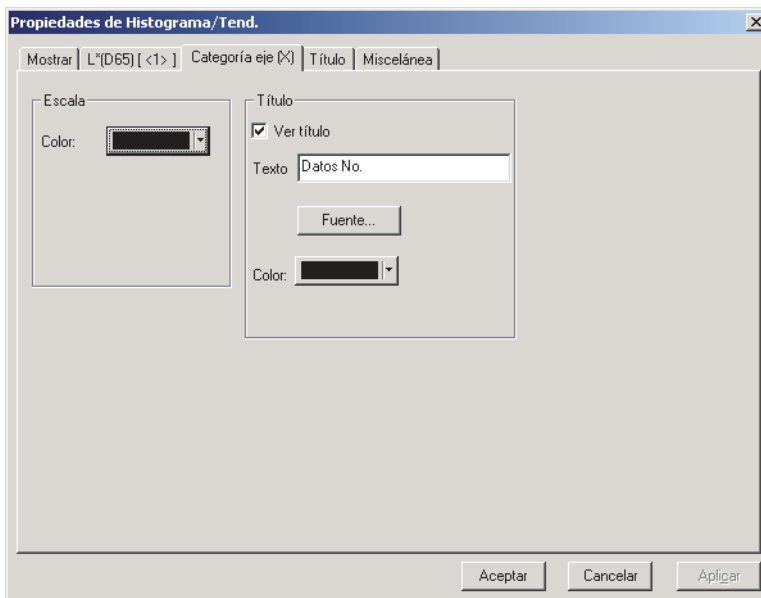 Propiedades de Histograma/Tend.
Mostrar L*(D65) [ <1> ] Categoría eje (X) Título Miscelánea
Escala
Color:
Título
Ver título
Texto Datos No.
Fuente...
Color:
Aceptar Cancelar Aplicar